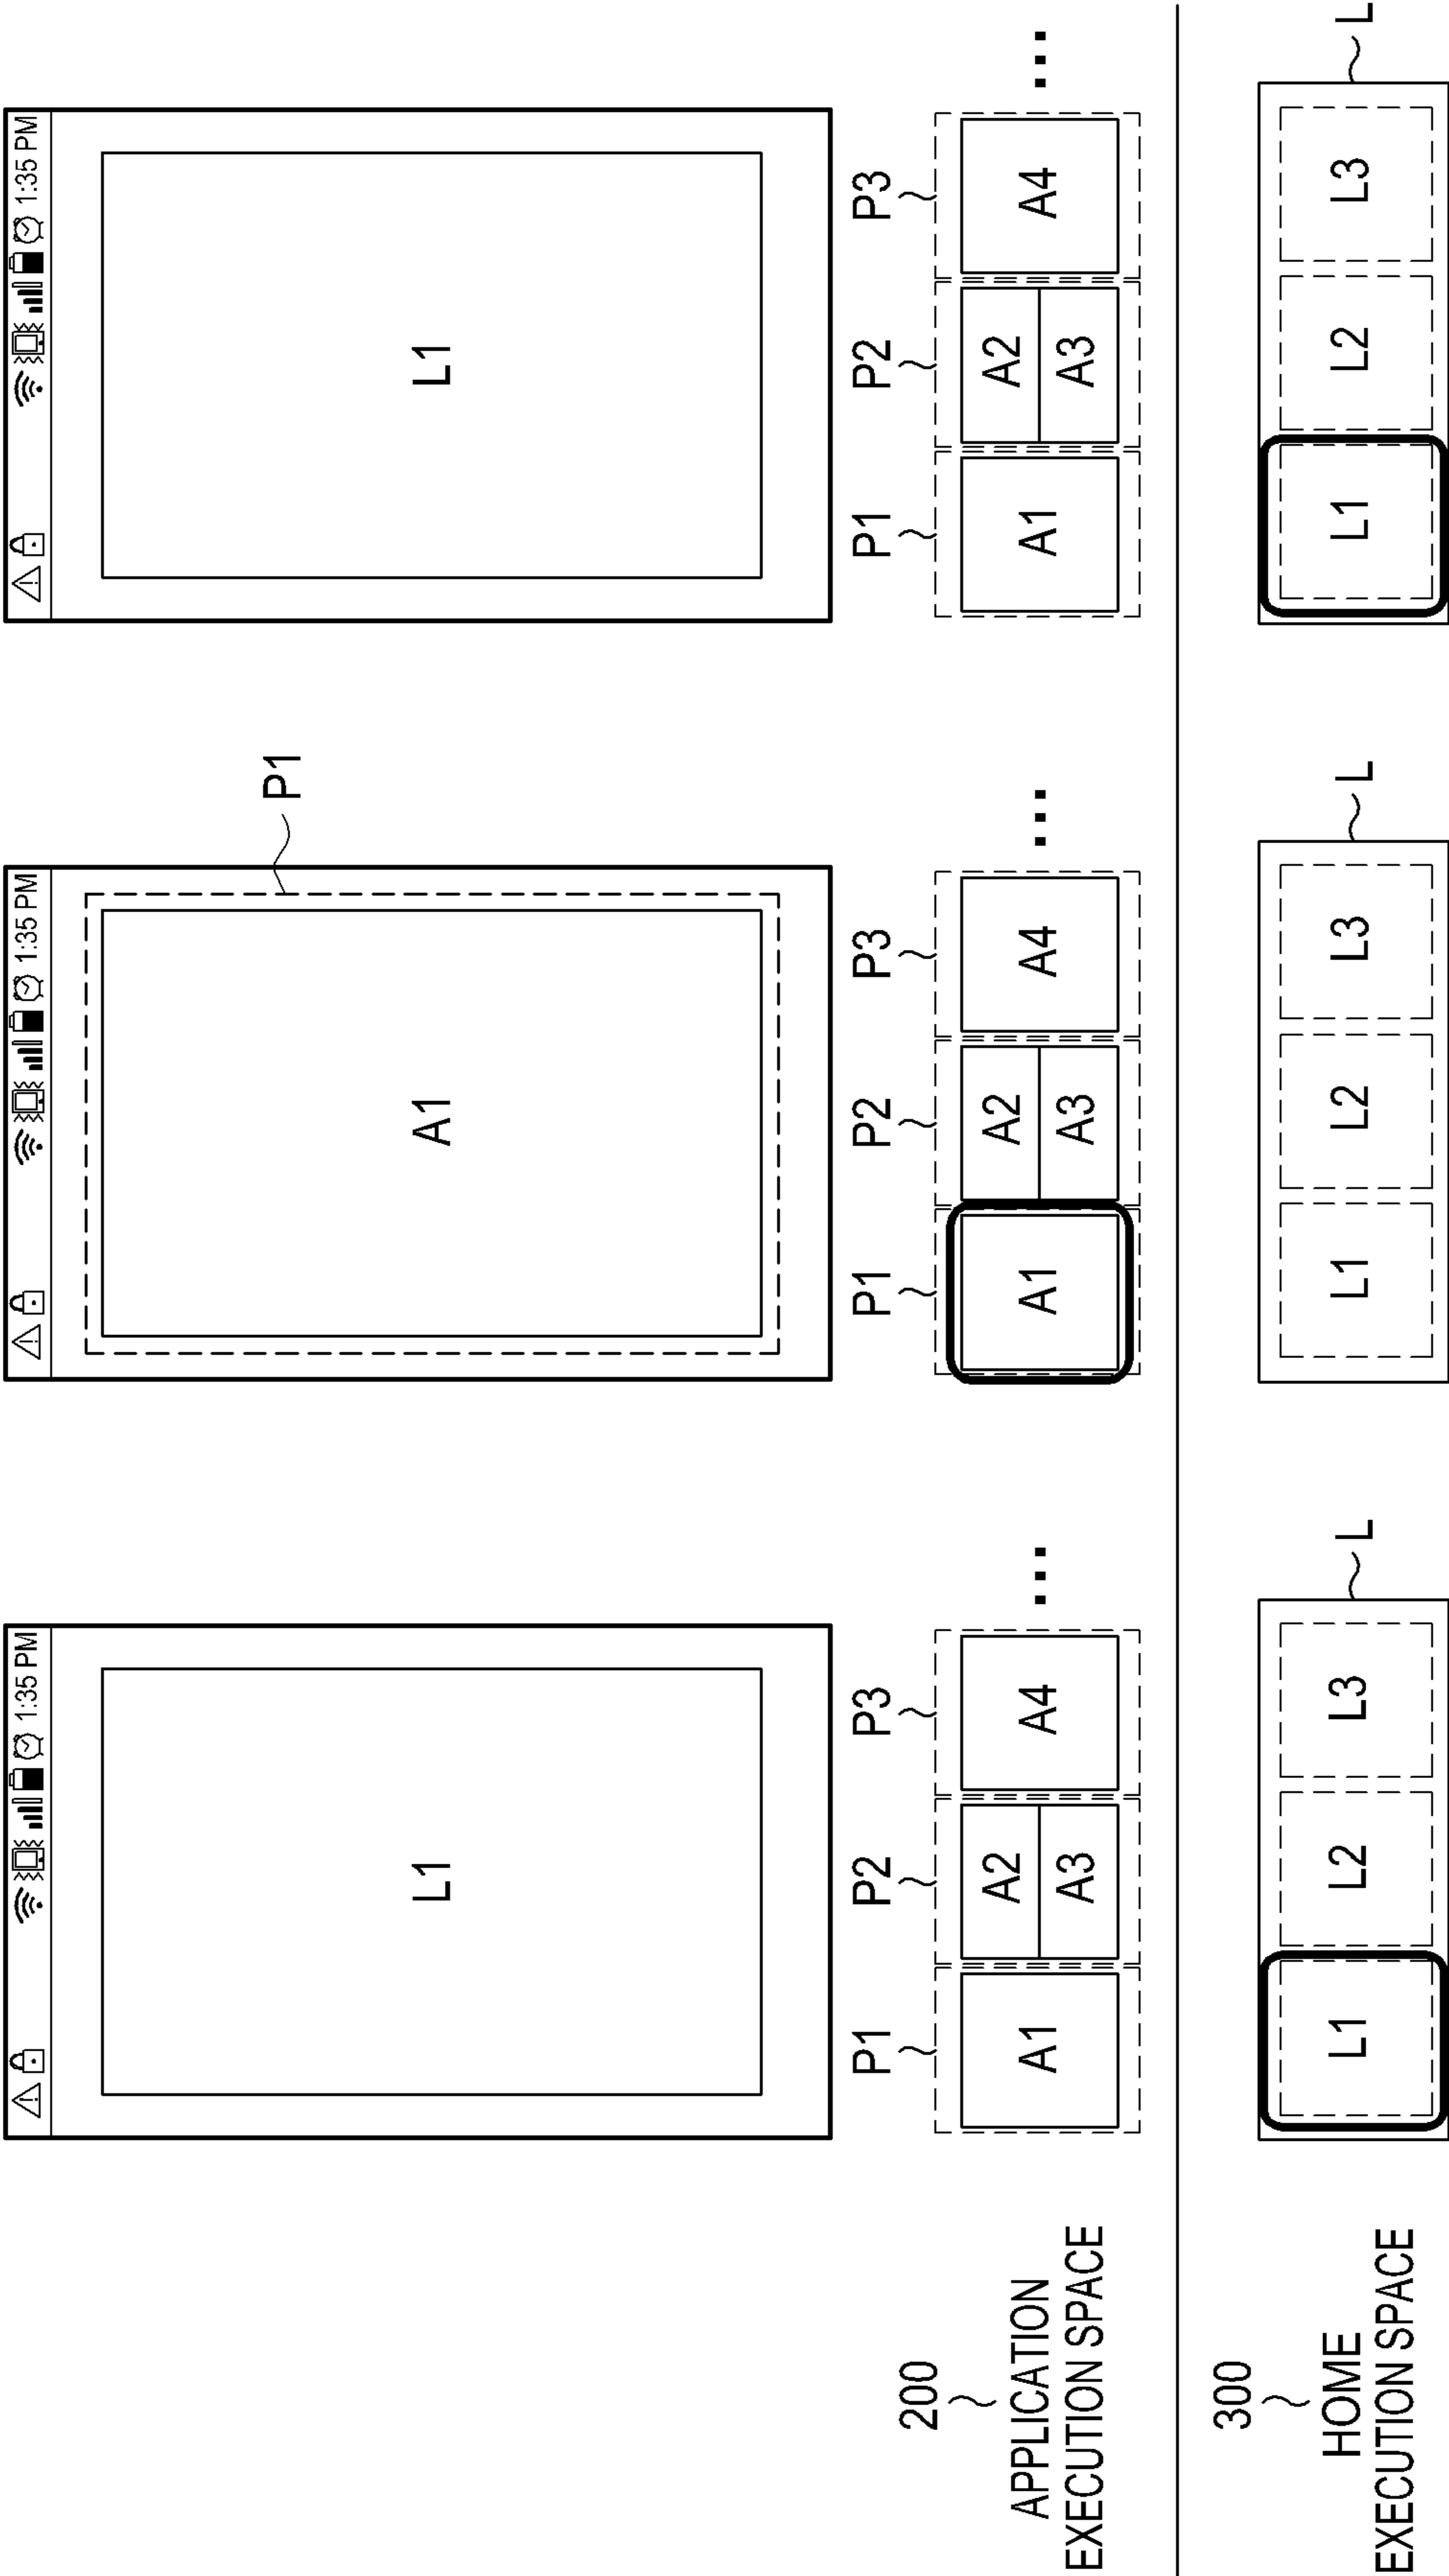 1:35 PM
L1
P1 P2 P3
A1 A2 A4 ...
A3
L1 L2 L3 L
1:35 PM
P1
A1
P1 P2 P3
A1 A2 A4 ...
A3
L1 L2 L3 L
1:35 PM
L1
P1 P2 P3
A1 A2 A4 ...
A3
L1 L2 L3 L
200
APPLICATION
EXECUTION SPACE
300
HOME
EXECUTION SPACE